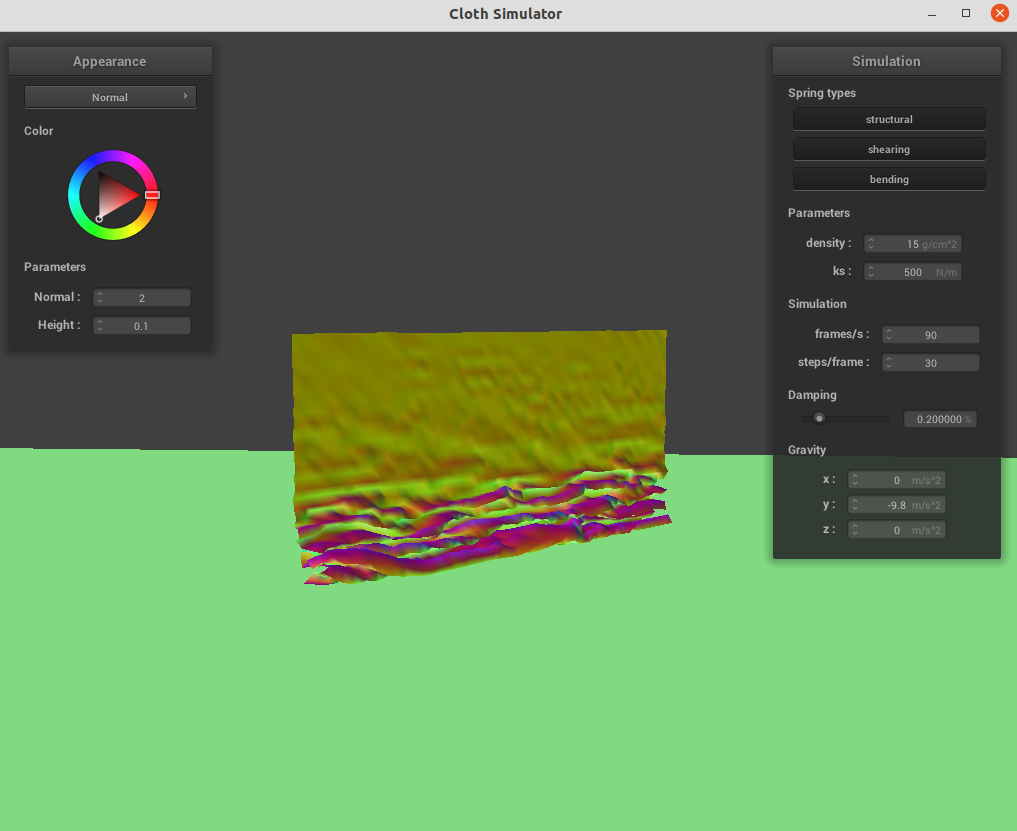 Cloth Simulator
Appearance
Normal
Color
Parameters
Normal : 2
Height : 0.1
Simulation
Spring types
structural
shearing
bending
Parameters
density : 15 g/cm^2
ks : 500 N/m
Simulation
frames/s : 90
steps/frame : 30
Damping
0.200000 %
Gravity
x : 0 m/s^2
y : -9.8 m/s^2
z : 0 m/s^2